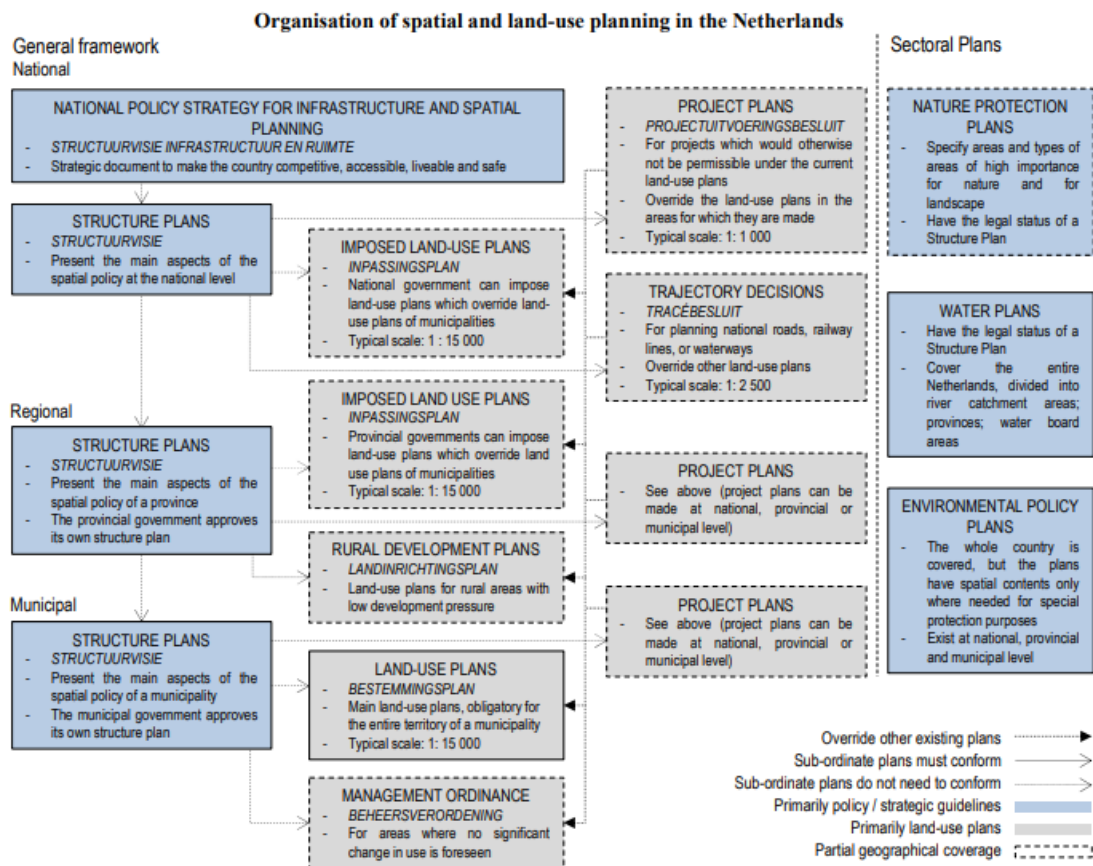 Organisation of spatial and land-use planning in the Netherlands
General framework
National
NATIONAL POLICY STRATEGY FOR INFRASTRUCTURE AND SPATIAL
PLANNING
- STRUCTUURVISIE INFRASTRUCTUUR EN RUIMTE
- Strategic document to make the country competitive, accessible, liveable and safe
STRUCTURE PLANS
- STRUCTUURVISIE
- Present the main aspects of the
spatial policy at the national level
IMPOSED LAND-USE PLANS
- INPASSINGSPLAN
- National government can impose
land-use plans which override land-
use plans of municipalities
- Typical scale: 1 : 15 000
PROJECT PLANS
- PROJECTUITVOERINGSBESLUIT
- For projects which would otherwise
not be permissible under the current
land-use plans
- Override the land-use plans in the
areas for which they are made
- Typical scale: 1: 1 000
TRAJECTORY DECISIONS
- TRACÉBESLUIT
- For planning national roads, railway
lines, or waterways
- Override other land-use plans
- Typical scale: 1: 2 500
Regional
STRUCTURE PLANS
- STRUCTUURVISIE
- Present the main aspects of the
spatial policy of a province
- The provincial government approves
its own structure plan
IMPOSED LAND USE PLANS
- INPASSINGSPLAN
- Provincial governments can impose
land-use plans which override land
use plans of municipalities
- Typical scale: 1: 15 000
RURAL DEVELOPMENT PLANS
- LANDINRICHTINGSPLAN
- Land-use plans for rural areas with
low development pressure
PROJECT PLANS
- See above (project plans can be
made at national, provincial or
municipal level)
Municipal
STRUCTURE PLANS
- STRUCTUURVISIE
- Present the main aspects of the
spatial policy of a municipality
- The municipal government approves
its own structure plan
LAND-USE PLANS
- BESTEMMINGSPLAN
- Main land-use plans, obligatory for
the entire territory of a municipality
- Typical scale: 1: 15 000
MANAGEMENT ORDINANCE
- BEHEERSVERORDENING
- For areas where no significant
change in use is foreseen
PROJECT PLANS
- See above (project plans can be
made at national, provincial or
municipal level)
Sectoral Plans
NATURE PROTECTION
PLANS
- Specify areas and types of
areas of high importance
for nature and for
landscape
- Have the legal status of a
Structure Plan
WATER PLANS
- Have the legal status of a
Structure Plan
- Cover the entire
Netherlands, divided into
river catchment areas;
provinces; water board
areas
ENVIRONMENTAL POLICY
PLANS
- The whole country is
covered, but the plans
have spatial contents only
where needed for special
protection purposes
- Exist at national, provincial
and municipal level
Override other existing plans
Sub-ordinate plans must conform
Sub-ordinate plans do not need to conform
Primarily policy / strategic guidelines
Primarily land-use plans
Partial geographical coverage